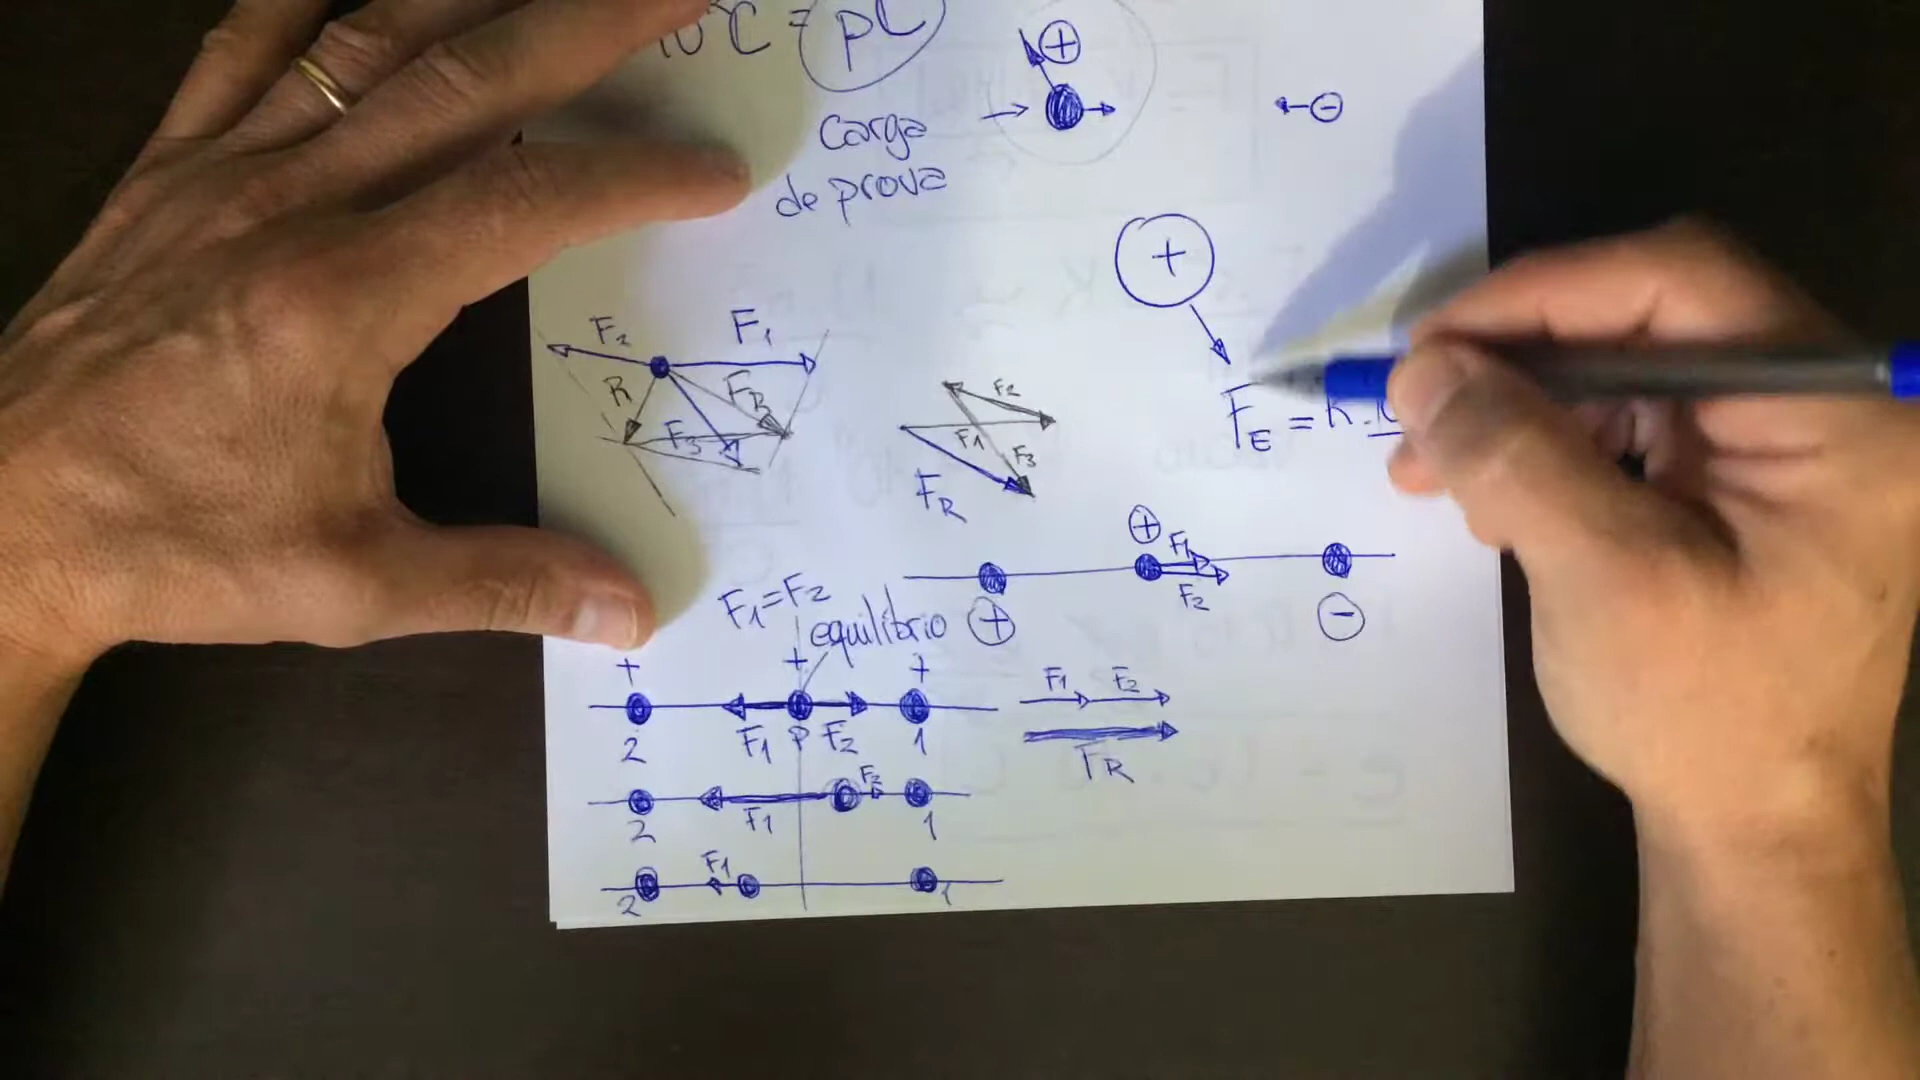 C = pC
+
-
Carga
de prova
+
F2 F1
R FR
F3
F2
F1
F3
FR
FE = K.
+
F1
F2
+
-
F1=F2
equilíbrio
+ + +
2 F1 P F2 1
F1 F2
FR
F2
2 F1 1
F1
2 1